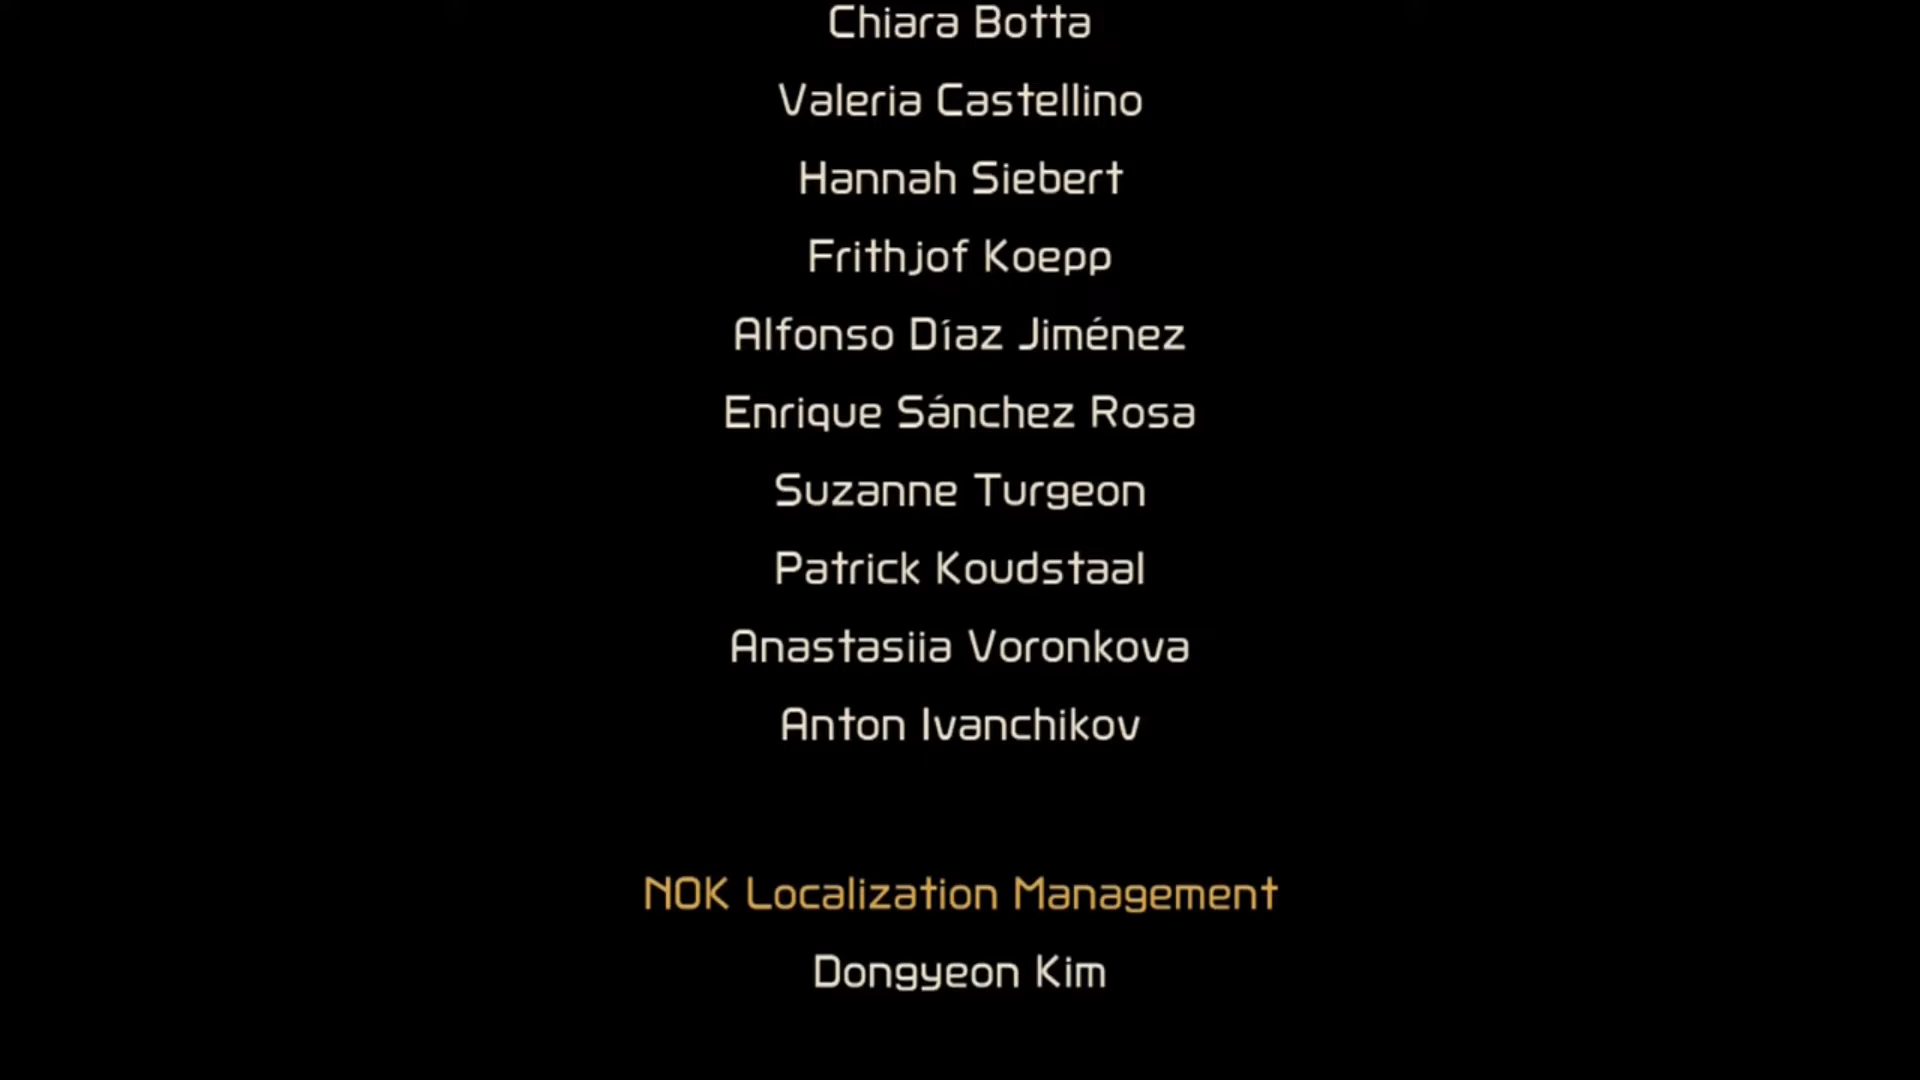 Chiara Botta
Valeria Castellino
Hannah Siebert
Frithjof Koepp
Alfonso Díaz Jiménez
Enrique Sánchez Rosa
Suzanne Turgeon
Patrick Koudstaal
Anastasiia Voronkova
Anton Ivanchikov
NOK Localization Management
Dongyeon Kim